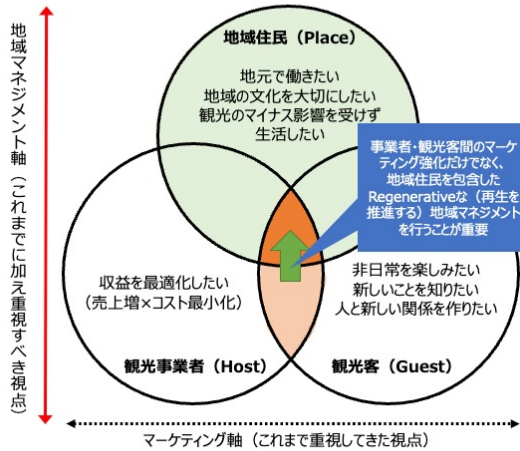 地域マネジメント軸（これまでに加え重視すべき視点）
地域住民（Place）
地元で働きたい
地域の文化を大切にしたい
観光のマイナス影響を受けず
生活したい
事業者・観光客間のマーケ
ティング強化だけでなく、
地域住民を包含した
Regenerativeな（再生を
推進する）地域マネジメント
を行うことが重要
収益を最適化したい
（売上増×コスト最小化）
観光事業者（Host）
非日常を楽しみたい
新しいことを知りたい
人と新しい関係を作りたい
観光客（Guest）
マーケティング軸（これまで重視してきた視点）